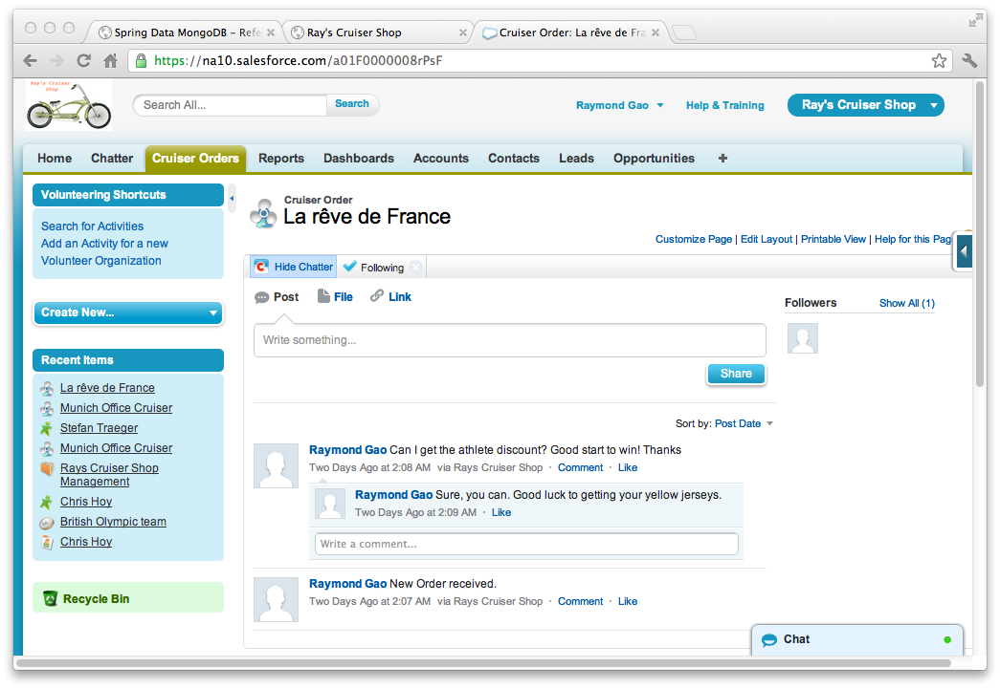 Spring Data MongoDB – Refe
Ray's Cruiser Shop
Cruiser Order: La rêve de Fra
https://na10.salesforce.com/a01F0000008rPsF
Ray's Cruiser
Shop
Search All...
Search
Raymond Gao
Help & Training
Ray's Cruiser Shop
Home Chatter Cruiser Orders Reports Dashboards Accounts Contacts Leads Opportunities +
Volunteering Shortcuts
Search for Activities
Add an Activity for a new
Volunteer Organization
Create New...
Recent Items
La rêve de France
Munich Office Cruiser
Stefan Traeger
Munich Office Cruiser
Rays Cruiser Shop
Management
Chris Hoy
British Olympic team
Chris Hoy
Recycle Bin
Cruiser Order
La rêve de France
Customize Page | Edit Layout | Printable View | Help for this Pag
Hide Chatter
Following
Post File Link
Write something...
Share
Followers
Show All (1)
Sort by: Post Date
Raymond Gao Can I get the athlete discount? Good start to win! Thanks
Two Days Ago at 2:08 AM via Rays Cruiser Shop · Comment · Like
Raymond Gao Sure, you can. Good luck to getting your yellow jerseys.
Two Days Ago at 2:09 AM · Like
Write a comment...
Raymond Gao New Order received.
Two Days Ago at 2:07 AM via Rays Cruiser Shop · Comment · Like
Chat